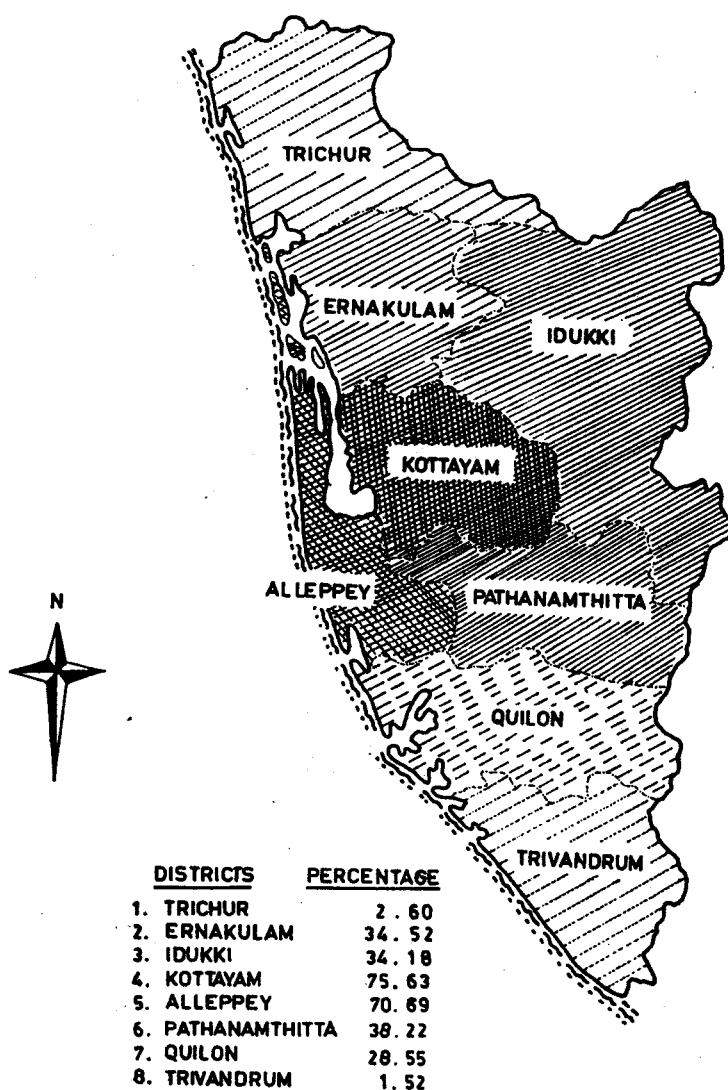 TRICHUR
ERNAKULAM
IDUKKI
KOTTAYAM
ALLEPPEY
PATHANAMTHITTA
N
QUILON
TRIVANDRUM
DISTRICTS PERCENTAGE
1. TRICHUR 2.60
2. ERNAKULAM 34.52
3. IDUKKI 34.18
4. KOTTAYAM 75.63
5. ALLEPPEY 70.69
6. PATHANAMTHITTA 38.22
7. QUILON 28.55
8. TRIVANDRUM 1.52